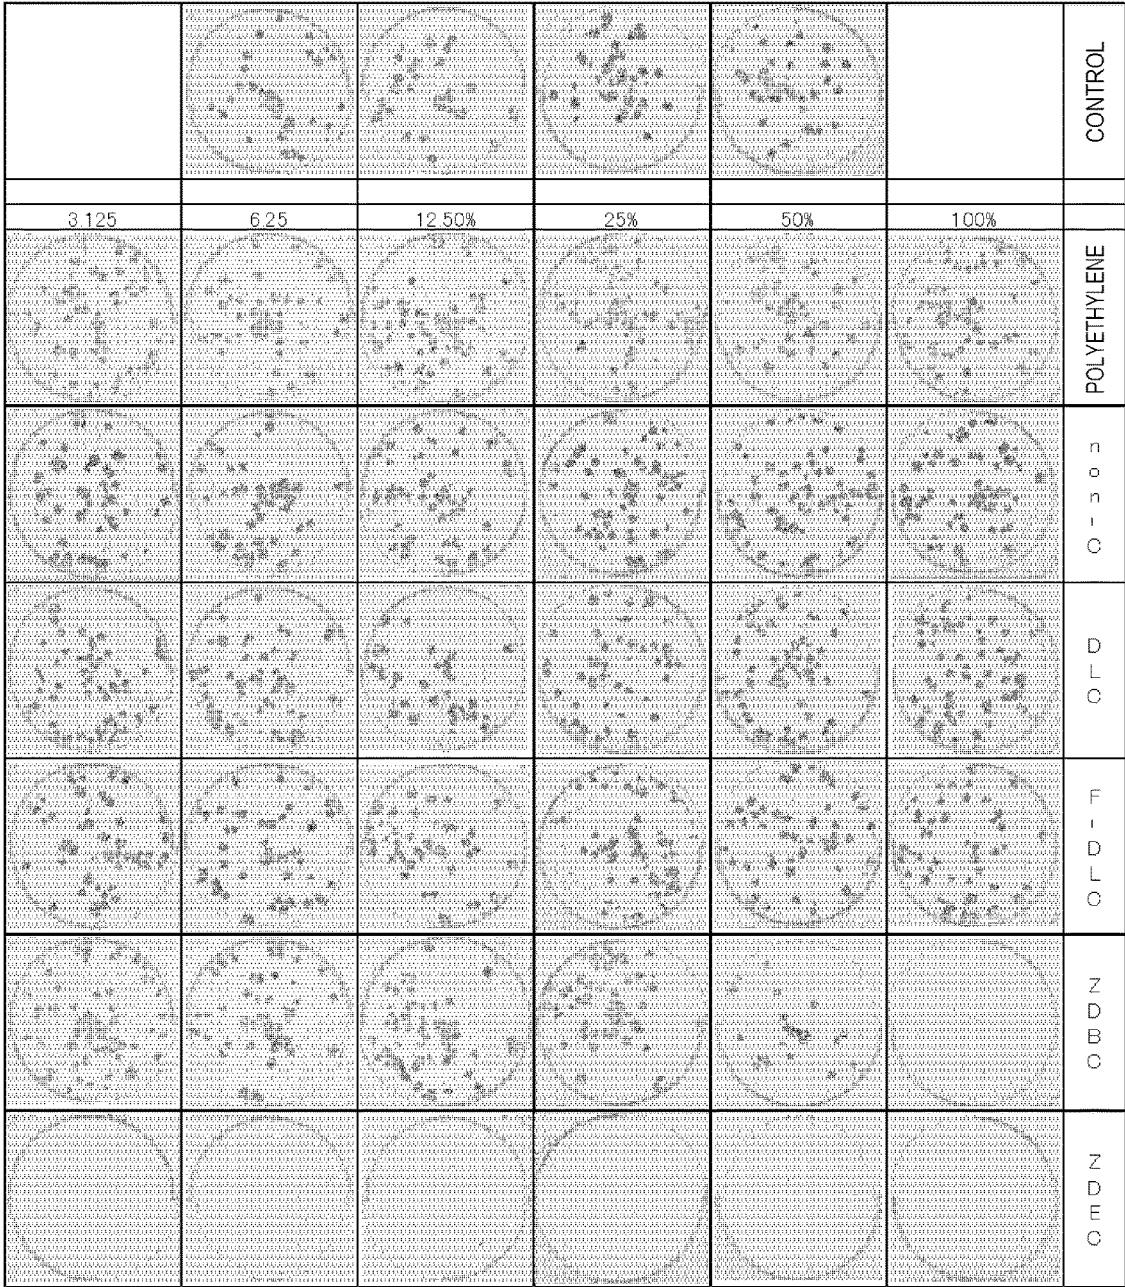 CONTROL
3.125 6.25 12.50% 25% 50% 100%
POLYETHYLENE
non-C
DLC
F-DLC
ZDBC
ZDEC